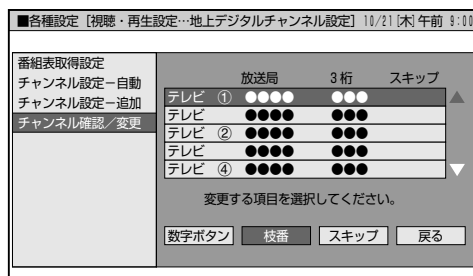 ■各種設定［視聴・再生設定…地上デジタルチャンネル設定］10/21[木]午前 9:00
番組表取得設定
チャンネル設定－自動
チャンネル設定－追加
チャンネル確認／変更
放送局 3桁 スキップ
テレビ ① ●●●● ●●●
テレビ ●●●● ●●●
テレビ ② ●●●● ●●●
テレビ ●●●● ●●●
テレビ ④ ●●●● ●●●
変更する項目を選択してください。
数字ボタン 枝番 スキップ 戻る